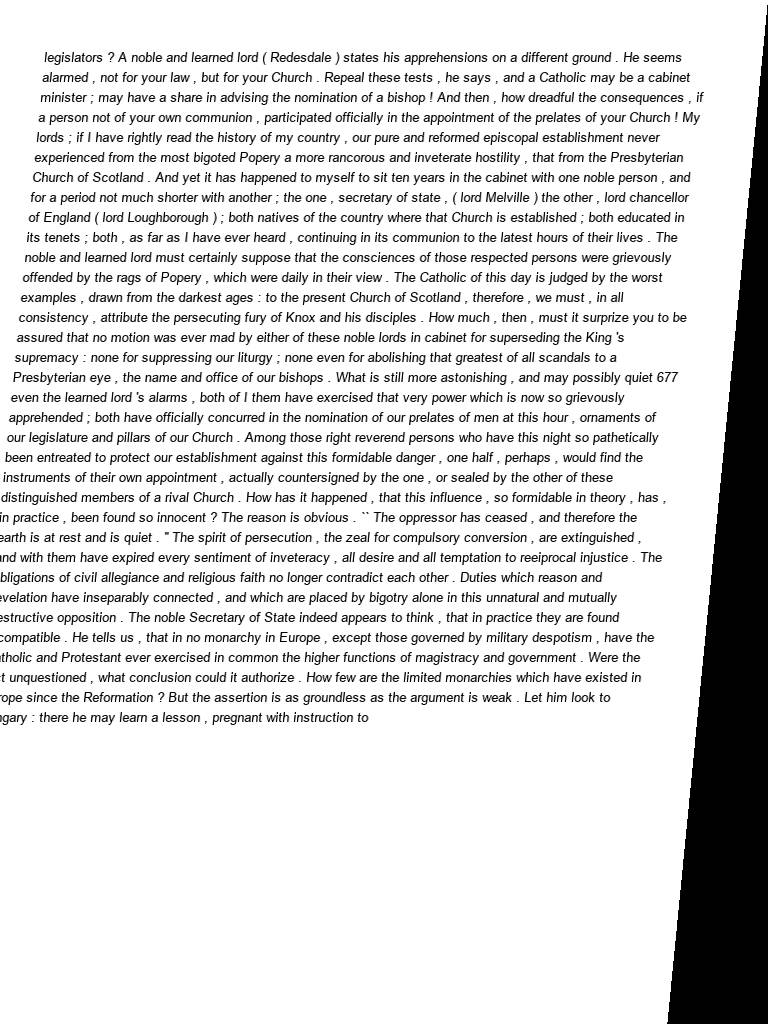 legislators ? A noble and learned lord ( Redesdale ) states his apprehensions on a different ground . He seems
alarmed , not for your law , but for your Church . Repeal these tests , he says , and a Catholic may be a cabinet
minister ; may have a share in advising the nomination of a bishop ! And then , how dreadful the consequences , if
a person not of your own communion , participated officially in the appointment of the prelates of your Church ! My
lords ; if I have rightly read the history of my country , our pure and reformed episcopal establishment never
experienced from the most bigoted Popery a more rancorous and inveterate hostility , that from the Presbyterian
Church of Scotland . And yet it has happened to myself to sit ten years in the cabinet with one noble person , and
for a period not much shorter with another ; the one , secretary of state , ( lord Melville ) the other , lord chancellor
of England ( lord Loughborough ) ; both natives of the country where that Church is established ; both educated in
its tenets ; both , as far as I have ever heard , continuing in its communion to the latest hours of their lives . The
noble and learned lord must certainly suppose that the consciences of those respected persons were grievously
offended by the rags of Popery , which were daily in their view . The Catholic of this day is judged by the worst
examples , drawn from the darkest ages : to the present Church of Scotland , therefore , we must , in all
consistency , attribute the persecuting fury of Knox and his disciples . How much , then , must it surprize you to be
assured that no motion was ever mad by either of these noble lords in cabinet for superseding the King 's
supremacy : none for suppressing our liturgy ; none even for abolishing that greatest of all scandals to a
Presbyterian eye , the name and office of our bishops . What is still more astonishing , and may possibly quiet 677
even the learned lord 's alarms , both of I them have exercised that very power which is now so grievously
apprehended ; both have officially concurred in the nomination of our prelates of men at this hour , ornaments of
our legislature and pillars of our Church . Among those right reverend persons who have this night so pathetically
been entreated to protect our establishment against this formidable danger , one half , perhaps , would find the
instruments of their own appointment , actually countersigned by the one , or sealed by the other of these
distinguished members of a rival Church . How has it happened , that this influence , so formidable in theory , has ,
in practice , been found so innocent ? The reason is obvious . `` The oppressor has ceased , and therefore the
earth is at rest and is quiet . " The spirit of persecution , the zeal for compulsory conversion , are extinguished ,
and with them have expired every sentiment of inveteracy , all desire and all temptation to reeiprocal injustice . The
bligations of civil allegiance and religious faith no longer contradict each other . Duties which reason and
evelation have inseparably connected , and which are placed by bigotry alone in this unnatural and mutually
estructive opposition . The noble Secretary of State indeed appears to think , that in practice they are found
compatible . He tells us , that in no monarchy in Europe , except those governed by military despotism , have the
tholic and Protestant ever exercised in common the higher functions of magistracy and government . Were the
t unquestioned , what conclusion could it authorize . How few are the limited monarchies which have existed in
rope since the Reformation ? But the assertion is as groundless as the argument is weak . Let him look to
gary : there he may learn a lesson , pregnant with instruction to